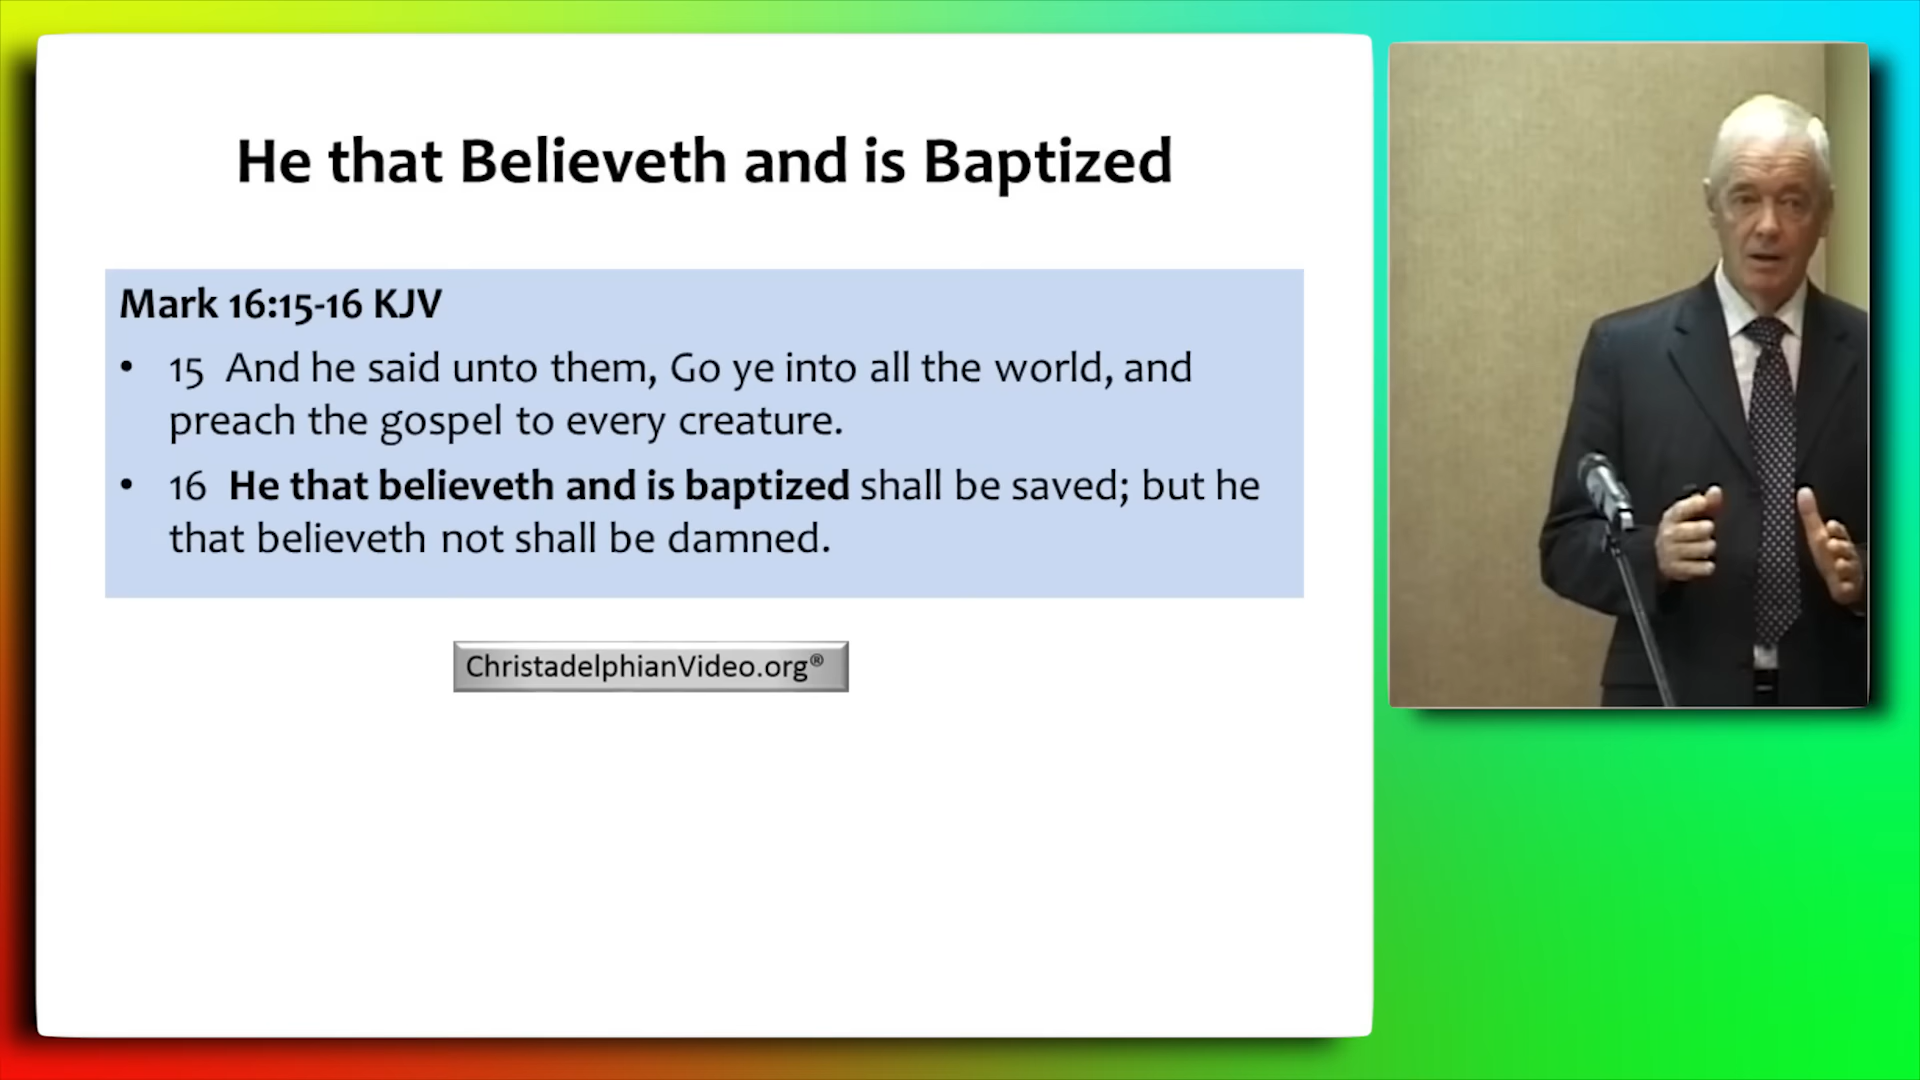 He that Believeth and is Baptized
Mark 16:15-16 KJV
• 15 And he said unto them, Go ye into all the world, and
preach the gospel to every creature.
• 16 He that believeth and is baptized shall be saved; but he
that believeth not shall be damned.
ChristadelphianVideo.org®